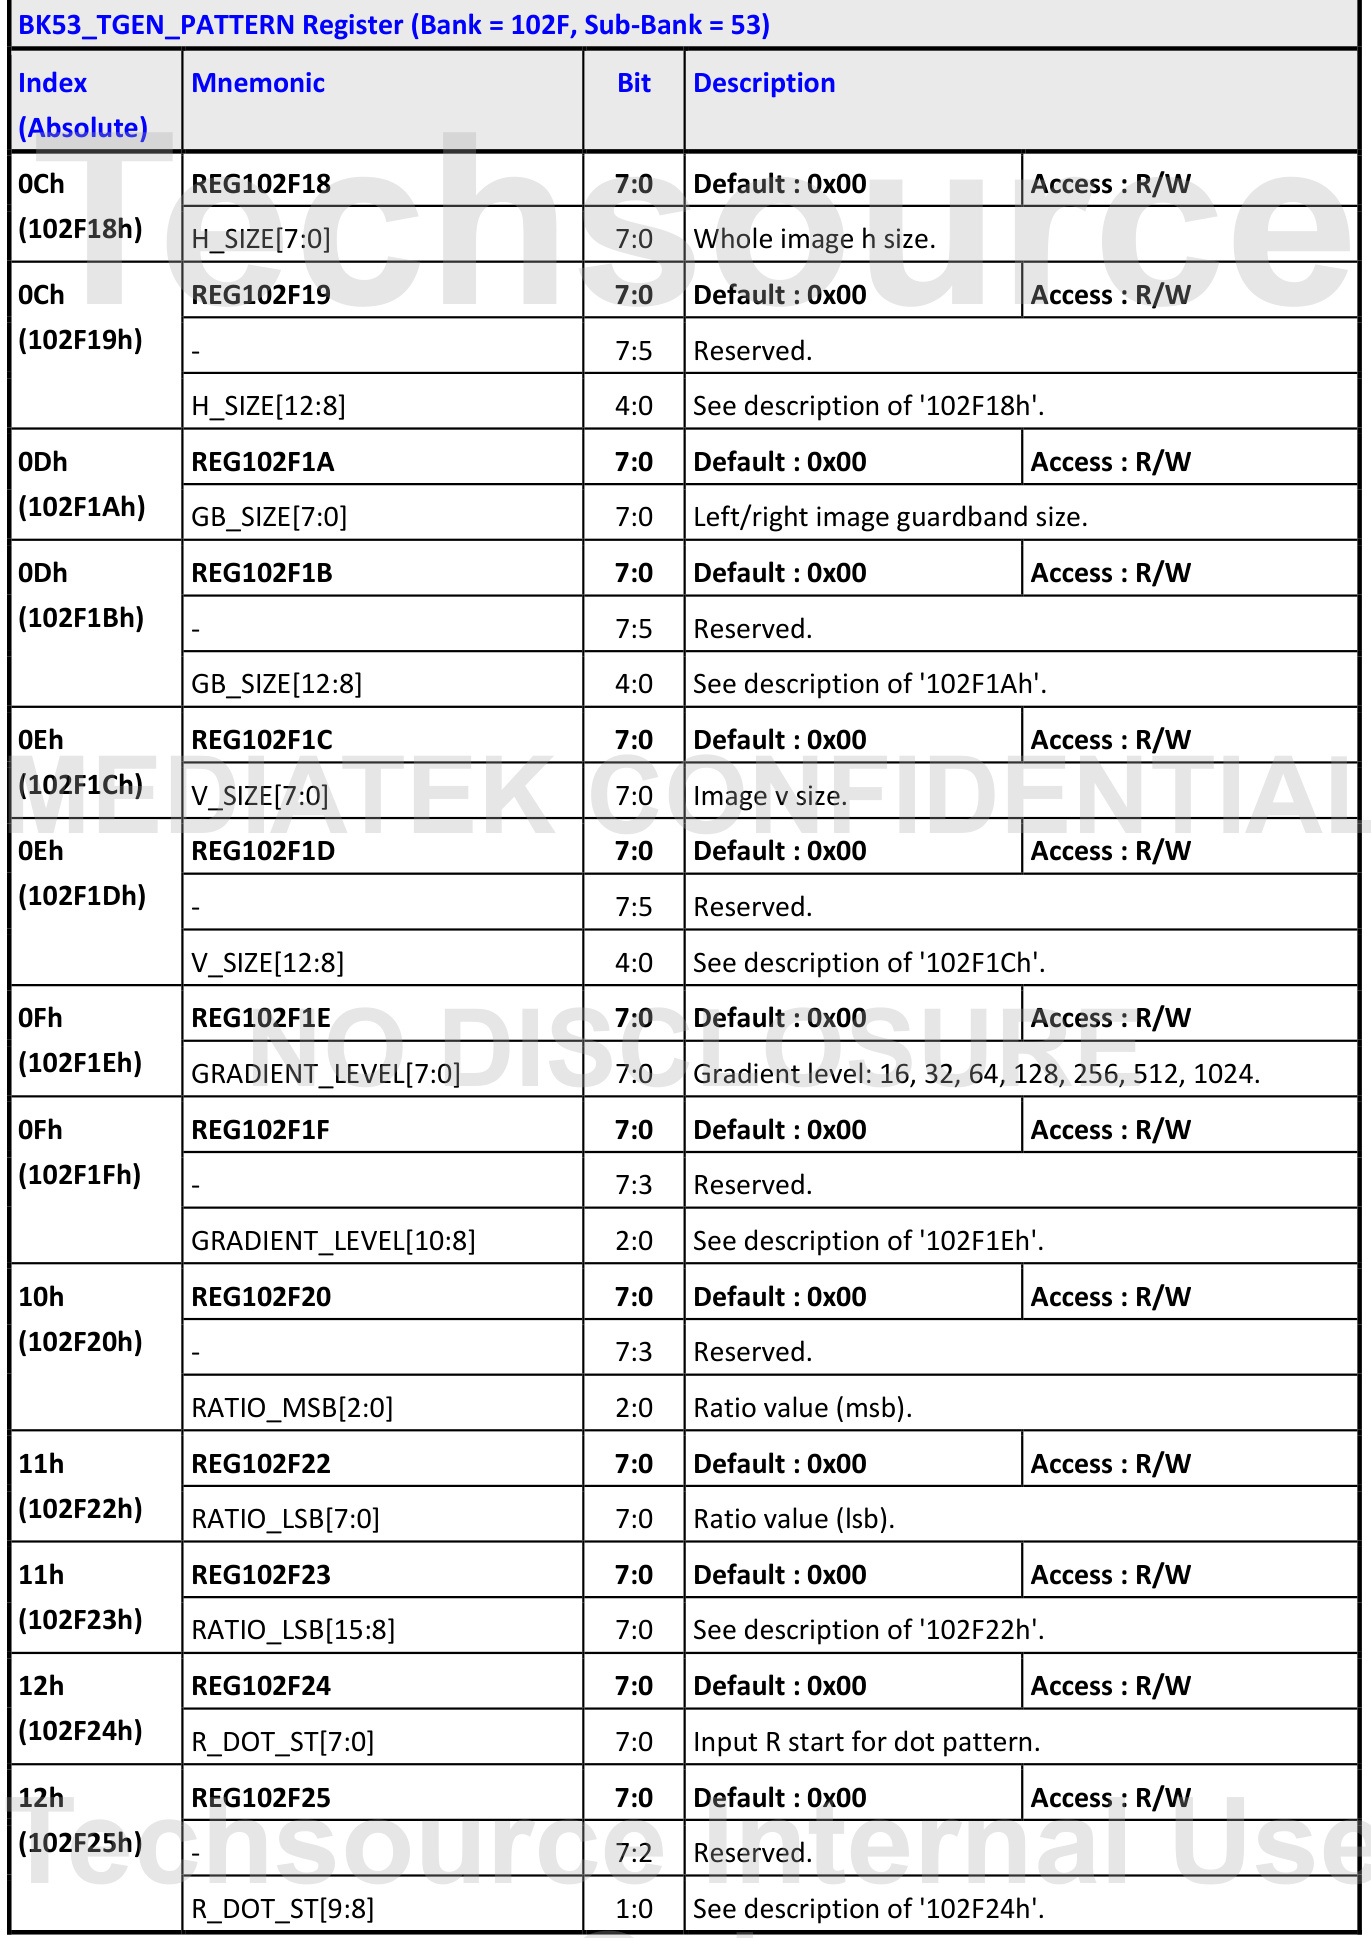 BK53_TGEN_PATTERN Register (Bank = 102F, Sub-Bank = 53)
Index (Absolute) Mnemonic Bit Description
0Ch (102F18h) REG102F18 7:0 Default : 0x00 Access : R/W
H_SIZE[7:0] 7:0 Whole image h size.
0Ch (102F19h) REG102F19 7:0 Default : 0x00 Access : R/W
- 7:5 Reserved.
H_SIZE[12:8] 4:0 See description of '102F18h'.
0Dh (102F1Ah) REG102F1A 7:0 Default : 0x00 Access : R/W
GB_SIZE[7:0] 7:0 Left/right image guardband size.
0Dh (102F1Bh) REG102F1B 7:0 Default : 0x00 Access : R/W
- 7:5 Reserved.
GB_SIZE[12:8] 4:0 See description of '102F1Ah'.
0Eh (102F1Ch) REG102F1C 7:0 Default : 0x00 Access : R/W
V_SIZE[7:0] 7:0 Image v size.
0Eh (102F1Dh) REG102F1D 7:0 Default : 0x00 Access : R/W
- 7:5 Reserved.
V_SIZE[12:8] 4:0 See description of '102F1Ch'.
0Fh (102F1Eh) REG102F1E 7:0 Default : 0x00 Access : R/W
GRADIENT_LEVEL[7:0] 7:0 Gradient level: 16, 32, 64, 128, 256, 512, 1024.
0Fh (102F1Fh) REG102F1F 7:0 Default : 0x00 Access : R/W
- 7:3 Reserved.
GRADIENT_LEVEL[10:8] 2:0 See description of '102F1Eh'.
10h (102F20h) REG102F20 7:0 Default : 0x00 Access : R/W
- 7:3 Reserved.
RATIO_MSB[2:0] 2:0 Ratio value (msb).
11h (102F22h) REG102F22 7:0 Default : 0x00 Access : R/W
RATIO_LSB[7:0] 7:0 Ratio value (lsb).
11h (102F23h) REG102F23 7:0 Default : 0x00 Access : R/W
RATIO_LSB[15:8] 7:0 See description of '102F22h'.
12h (102F24h) REG102F24 7:0 Default : 0x00 Access : R/W
R_DOT_ST[7:0] 7:0 Input R start for dot pattern.
12h (102F25h) REG102F25 7:0 Default : 0x00 Access : R/W
- 7:2 Reserved.
R_DOT_ST[9:8] 1:0 See description of '102F24h'.
Techsource
MEDIATEK CONFIDENTIAL
NO DISCLOSURE
Techsource Internal Use